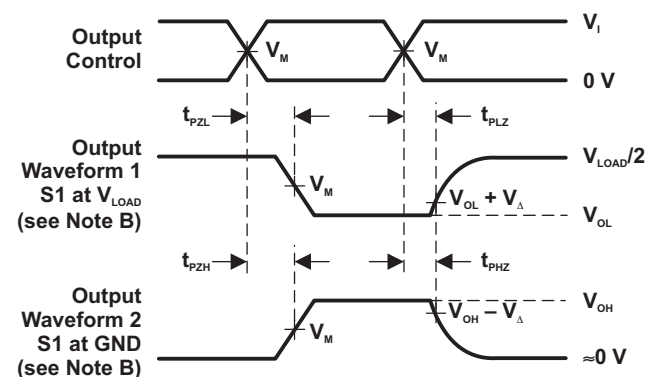 Output
Control
V_I
V_M
V_M
0 V
t_PZL
t_PLZ
Output
Waveform 1
S1 at V_LOAD
(see Note B)
V_LOAD/2
V_M
V_OL + V_Δ
V_OL
t_PZH
t_PHZ
Output
Waveform 2
S1 at GND
(see Note B)
V_OH
V_OH – V_Δ
V_M
≈0 V